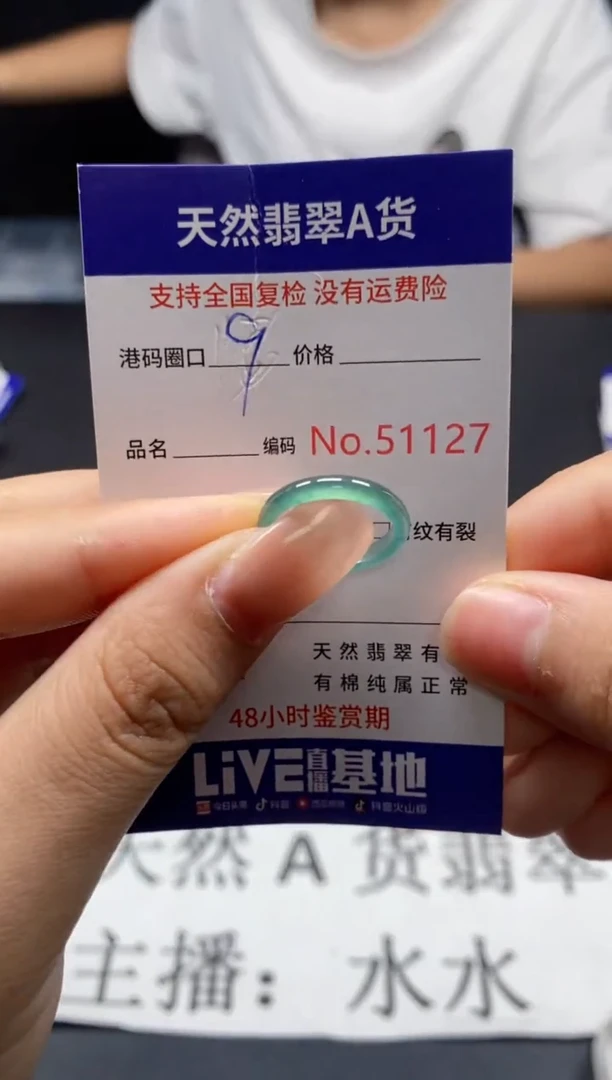 天然翡翠A货
支持全国复检 没有运费险
港码圈口 9 价格
品名 编码 No.51127
纹有裂
天然翡翠有
有棉纯属正常
48小时鉴赏期
LiVE直播基地
今日头条 抖音 西瓜视频 抖音火山版
天然A货翡翠
主播：水水